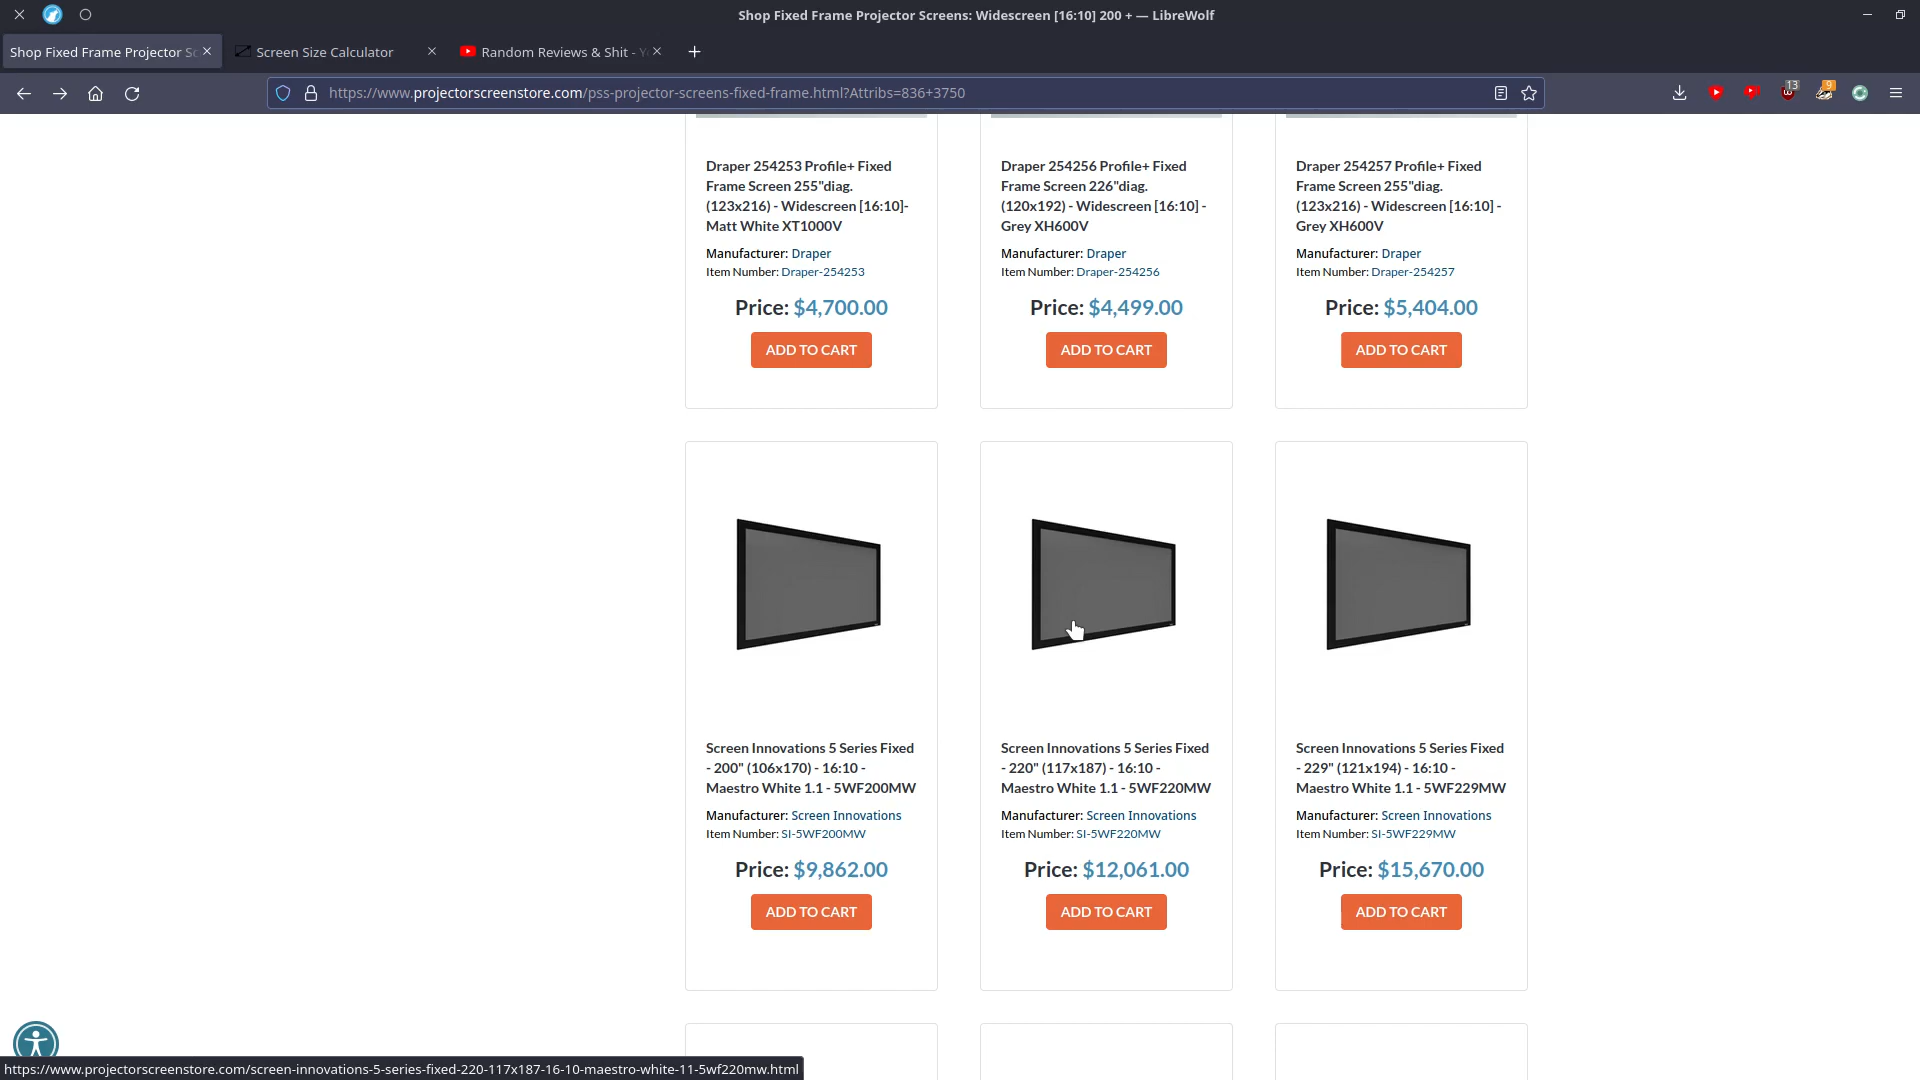 Shop Fixed Frame Projector Screens: Widescreen [16:10] 200 + — LibreWolf
Shop Fixed Frame Projector Sc
Screen Size Calculator
Random Reviews & Shit - Y
https://www.projectorscreenstore.com/pss-projector-screens-fixed-frame.html?Attribs=836+3750
13
9
Draper 254253 Profile+ Fixed
Frame Screen 255"diag.
(123x216) - Widescreen [16:10]-
Matt White XT1000V
Manufacturer: Draper
Item Number: Draper-254253
Price: $4,700.00
ADD TO CART
Draper 254256 Profile+ Fixed
Frame Screen 226"diag.
(120x192) - Widescreen [16:10] -
Grey XH600V
Manufacturer: Draper
Item Number: Draper-254256
Price: $4,499.00
ADD TO CART
Draper 254257 Profile+ Fixed
Frame Screen 255"diag.
(123x216) - Widescreen [16:10] -
Grey XH600V
Manufacturer: Draper
Item Number: Draper-254257
Price: $5,404.00
ADD TO CART
Screen Innovations 5 Series Fixed
- 200" (106x170) - 16:10 -
Maestro White 1.1 - 5WF200MW
Manufacturer: Screen Innovations
Item Number: SI-5WF200MW
Price: $9,862.00
ADD TO CART
Screen Innovations 5 Series Fixed
- 220" (117x187) - 16:10 -
Maestro White 1.1 - 5WF220MW
Manufacturer: Screen Innovations
Item Number: SI-5WF220MW
Price: $12,061.00
ADD TO CART
Screen Innovations 5 Series Fixed
- 229" (121x194) - 16:10 -
Maestro White 1.1 - 5WF229MW
Manufacturer: Screen Innovations
Item Number: SI-5WF229MW
Price: $15,670.00
ADD TO CART
https://www.projectorscreenstore.com/screen-innovations-5-series-fixed-220-117x187-16-10-maestro-white-11-5wf220mw.html